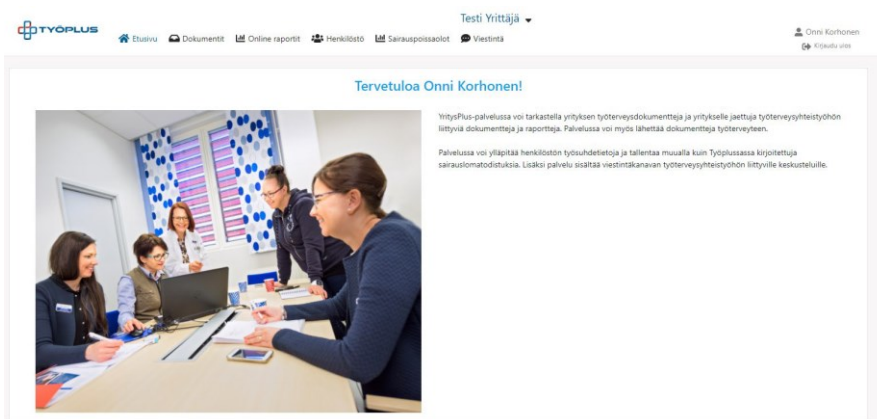 Testi Yrittäjä
TYÖPLUS
Etusivu Dokumentit Online raportit Henkilöstö Sairauspoissaolot Viestintä
Onni Korhonen
Kirjaudu ulos
Tervetuloa Onni Korhonen!
YritysPlus-palvelussa voi tarkastella yrityksen työterveysdokumentteja ja yritykselle jaettuja työterveysyhteistyöhön
liittyviä dokumentteja ja raportteja. Palvelussa voi myös lähettää dokumentteja työterveyteen.
Palvelussa voi ylläpitää henkilöstön työsuhdetietoja ja tallentaa muualla kuin Työplussassa kirjoitettuja
sairauslomatodistuksia. Lisäksi palvelu sisältää viestintäkanavan työterveysyhteistyöhön liittyville keskusteluille.